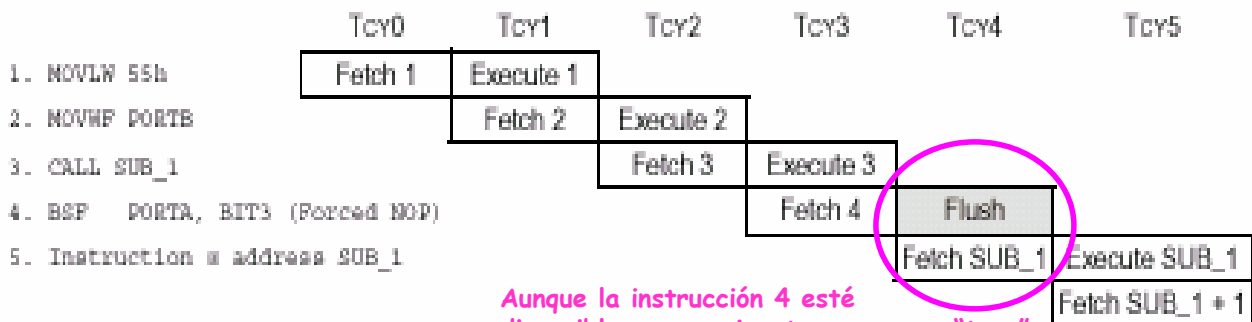 Tcy0 Tcy1 Tcy2 Tcy3 Tcy4 Tcy5
1. MOVLW 55h Fetch 1 Execute 1
2. MOVWF PORTB Fetch 2 Execute 2
3. CALL SUB_1 Fetch 3 Execute 3
4. BSF PORTA, BIT3 (Forced NOP) Fetch 4 Flush
5. Instruction @ address SUB_1 Fetch SUB_1 Execute SUB_1
Fetch SUB_1 + 1
Aunque la instrucción 4 esté